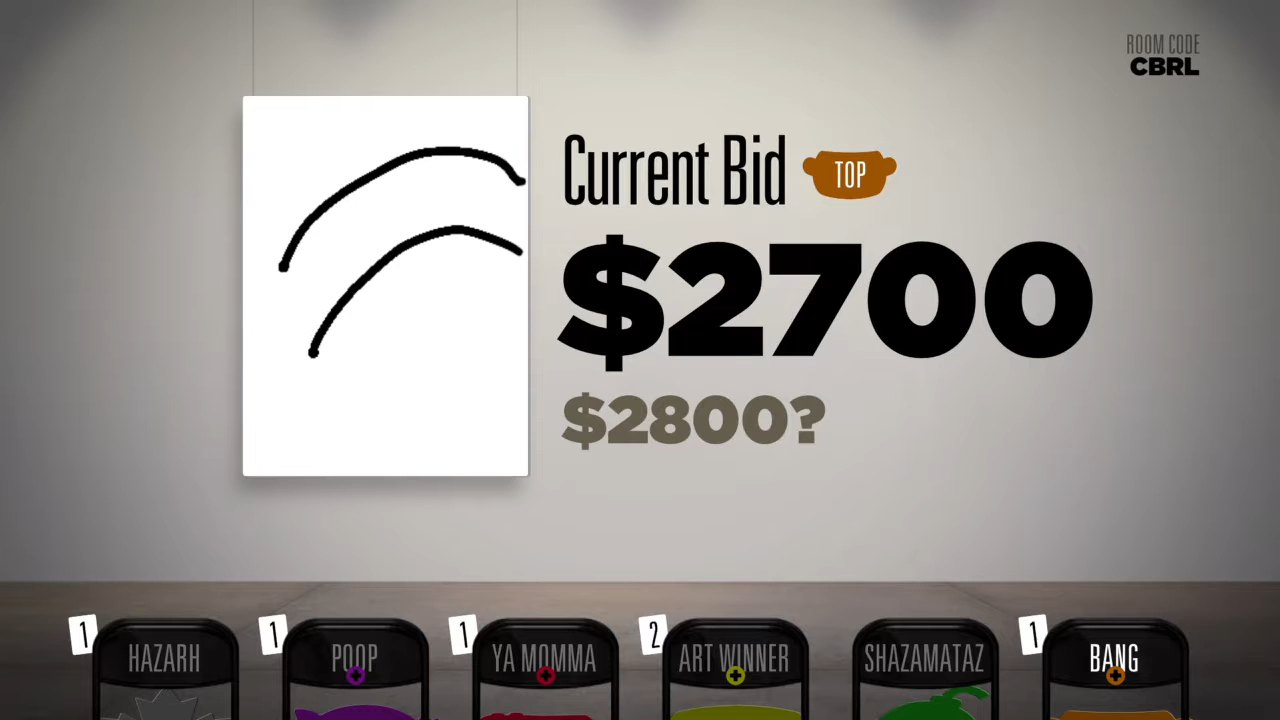 ROOM CODE
CBRL
Current Bid TOP
$2700
$2800?
1 HAZARH
1 POOP
1 YA MOMMA
2 ART WINNER
SHAZAMATAZ
1 BANG